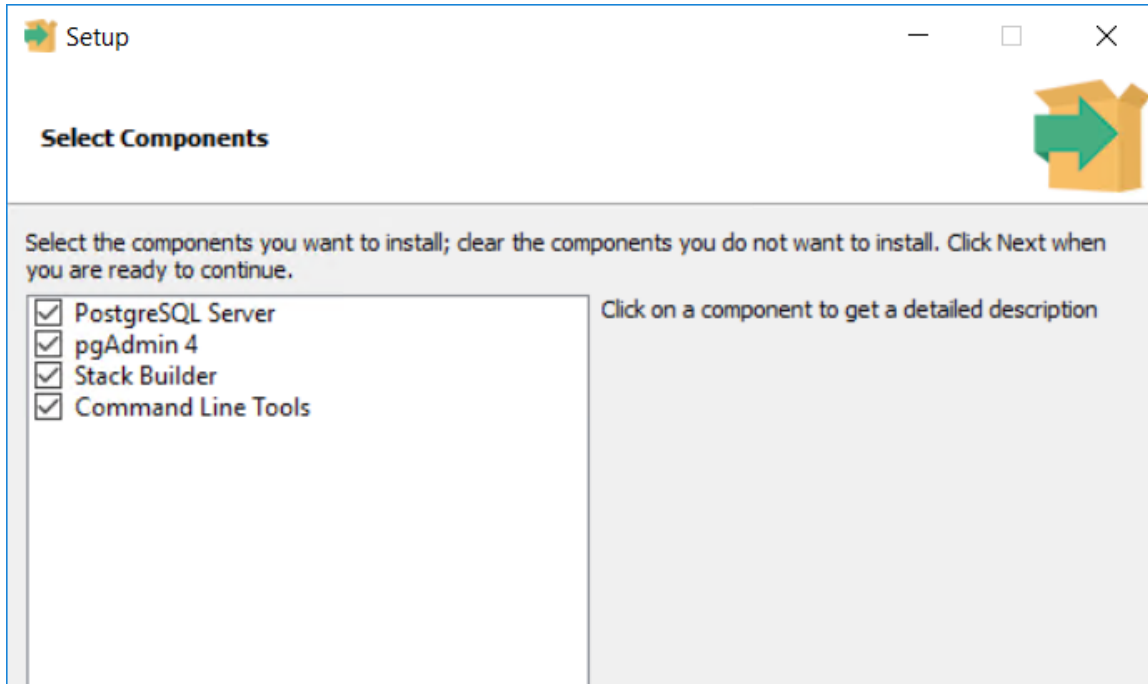 Setup
Select Components
Select the components you want to install; clear the components you do not want to install. Click Next when
you are ready to continue.
PostgreSQL Server
pgAdmin 4
Stack Builder
Command Line Tools
Click on a component to get a detailed description